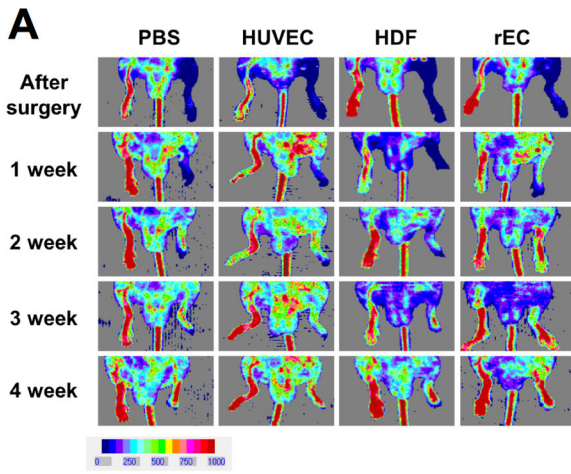 A
PBS HUVEC HDF rEC
After
surgery
1 week
2 week
3 week
4 week
0 250 500 750 1000